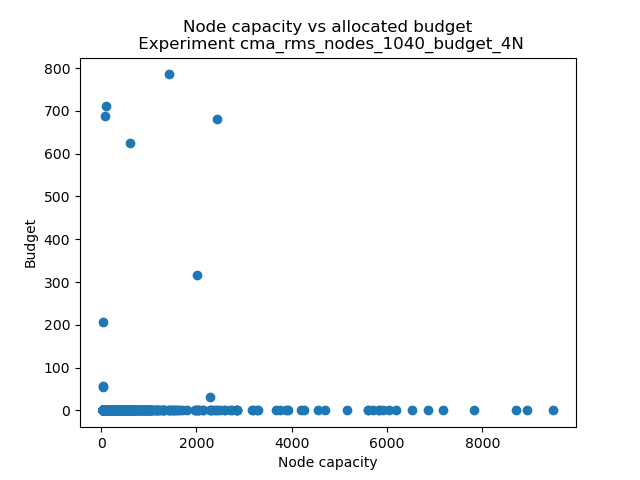 Node capacity vs allocated budget
Experiment cma_rms_nodes_1040_budget_4N
800
700
600
500
400
300
200
100
0
Budget
0 2000 4000 6000 8000
Node capacity